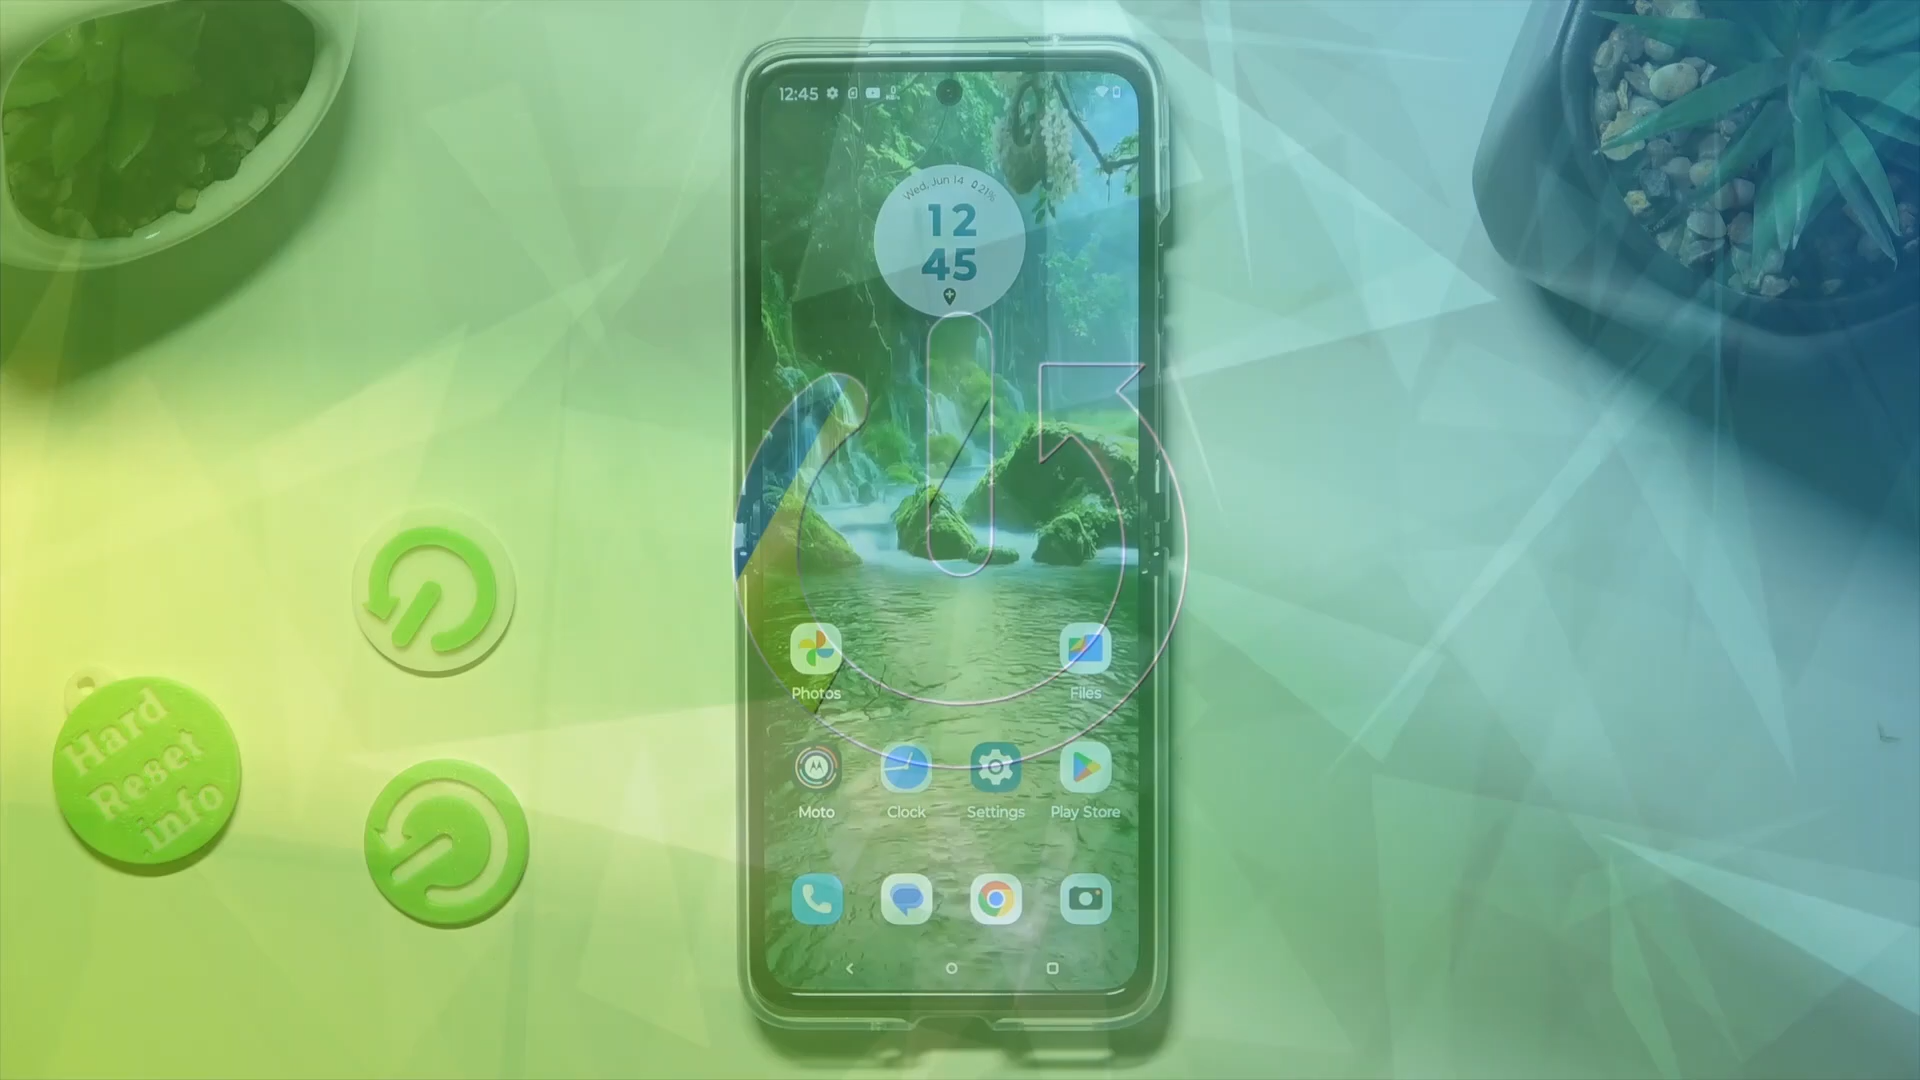 12:45
Wed, Jun 14 21%
12
45
Photos
Files
Moto
Clock
Settings
Play Store
Hard
Reset
info